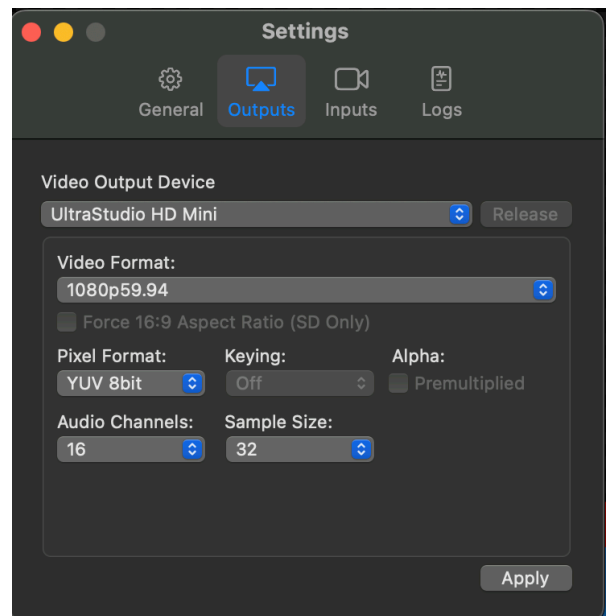 Settings
General Outputs Inputs Logs
Video Output Device
UltraStudio HD Mini Release
Video Format:
1080p59.94
Force 16:9 Aspect Ratio (SD Only)
Pixel Format: Keying: Alpha:
YUV 8bit Off Premultiplied
Audio Channels: Sample Size:
16 32
Apply